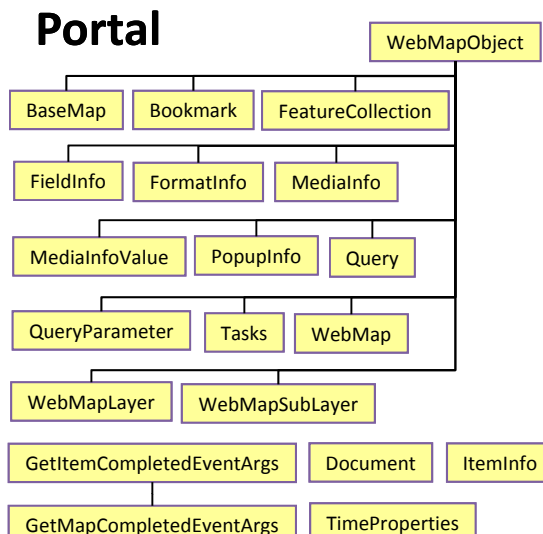 Portal
WebMapObject
BaseMap Bookmark FeatureCollection
FieldInfo FormatInfo MediaInfo
MediaInfoValue PopupInfo Query
QueryParameter Tasks WebMap
WebMapLayer WebMapSubLayer
GetItemCompletedEventArgs Document ItemInfo
GetMapCompletedEventArgs TimeProperties